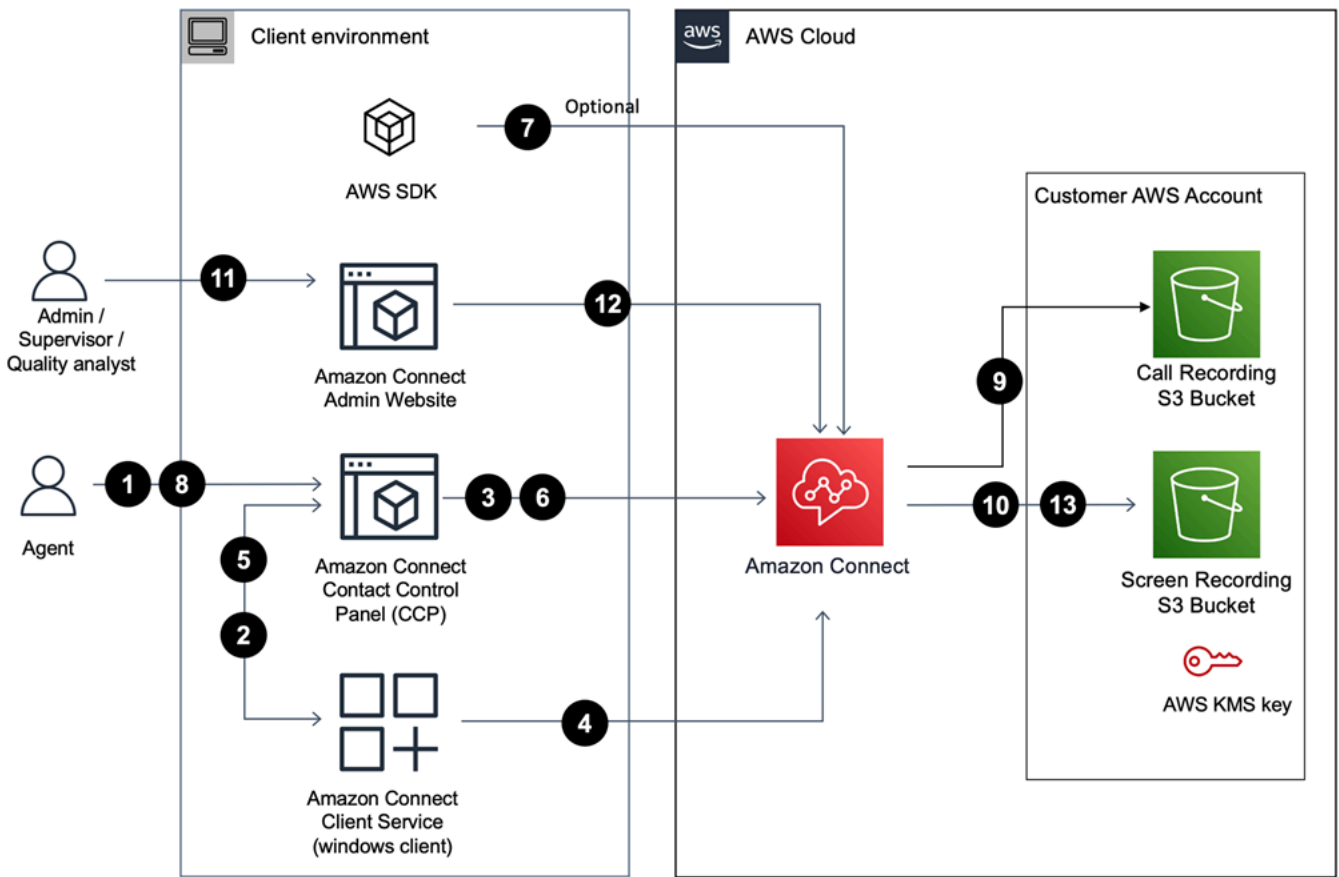 Client environment
aws
AWS Cloud
Optional
7
AWS SDK
Customer AWS Account
11
12
Admin /
Supervisor /
Quality analyst
Amazon Connect
Admin Website
9
Call Recording
S3 Bucket
1
8
3
6
10
13
Agent
5
Amazon Connect
Contact Control
Panel (CCP)
Amazon Connect
Screen Recording
S3 Bucket
2
AWS KMS key
4
Amazon Connect
Client Service
(windows client)